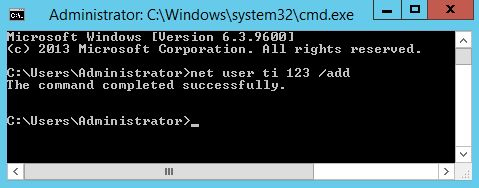 Administrator: C:\Windows\system32\cmd.exe
Microsoft Windows [Version 6.3.9600]
(c) 2013 Microsoft Corporation. All rights reserved.
C:\Users\Administrator>net user ti 123 /add
The command completed successfully.
C:\Users\Administrator>_